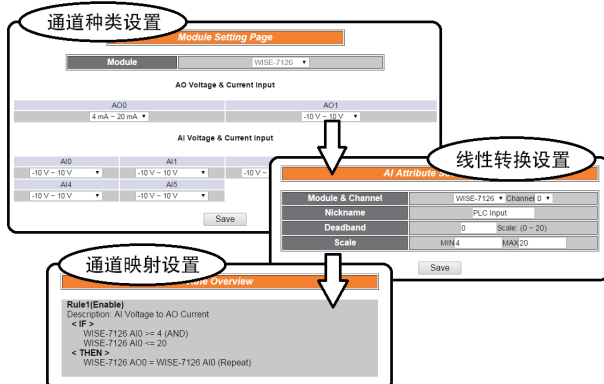 通道种类设置
Module Setting Page
Module WISE-7126
AO Voltage & Current Input
AO0 AO1
4 mA ~ 20 mA -10 V ~ 10 V
AI Voltage & Current Input
AI0 AI1
-10 V ~ 10 V -10 V ~ 10 V -10 V ~
AI4 AI5
-10 V ~ 10 V -10 V ~ 10 V
Save
线性转换设置
AI Attribute
Module & Channel WISE-7126 Channel 0
Nickname PLC Input
Deadband 0 Scale: (0 ~ 20)
Scale MIN 4 MAX 20
Save
通道映射设置
Overview
Rule1(Enable)
Description: AI Voltage to AO Current
< IF >
WISE-7126 AI0 >= 4 (AND)
WISE-7126 AI0 <= 20
< THEN >
WISE-7126 AO0 = WISE-7126 AI0 (Repeat)